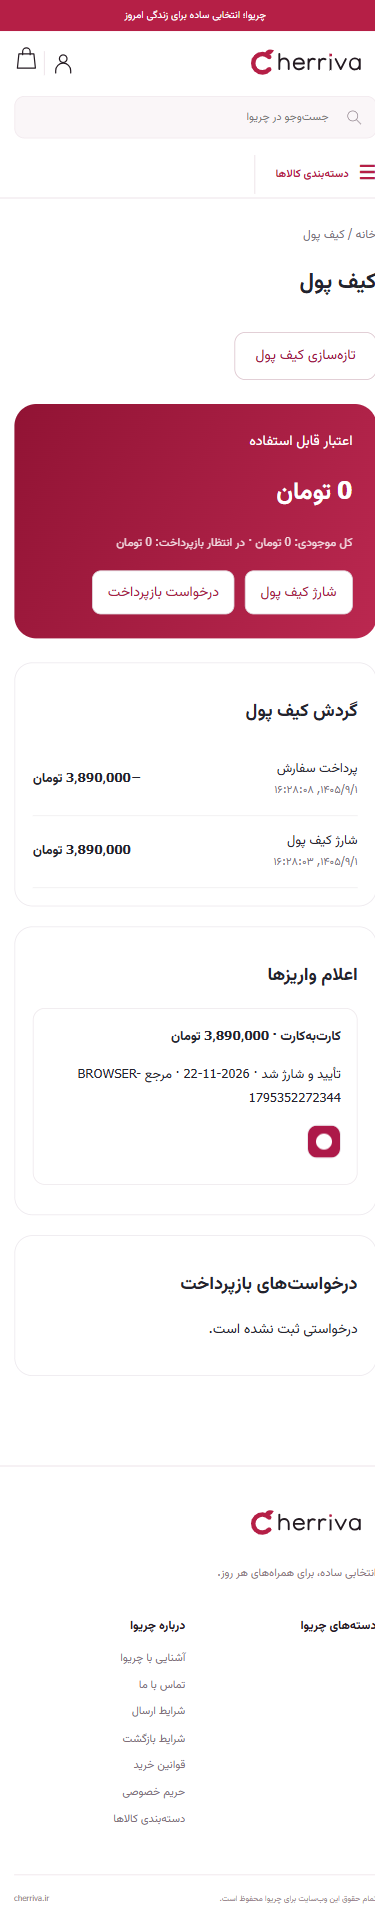 چریوا؛ انتخابی ساده برای زندگی امروز
Cherriva
جست‌وجو در چریوا
دسته‌بندی کالاها
خانه / کیف پول
کیف پول
تازه‌سازی کیف پول
اعتبار قابل استفاده
0 تومان
کل موجودی: 0 تومان · در انتظار بازپرداخت: 0 تومان
شارژ کیف پول
درخواست بازپرداخت
گردش کیف پول
پرداخت سفارش
−3,890,000 تومان
۱۴۰۵/۹/۱, ۱۶:۲۸:۰۸
شارژ کیف پول
3,890,000 تومان
۱۴۰۵/۹/۱, ۱۶:۲۸:۰۳
اعلام واریزها
کارت‌به‌کارت · 3,890,000 تومان
تأیید و شارژ شد · 2026-11-22 · مرجع BROWSER-
1795352272344
درخواست‌های بازپرداخت
درخواستی ثبت نشده است.
Cherriva
انتخابی ساده، برای همراه‌های هر روز.
دسته‌های چریوا
درباره چریوا
آشنایی با چریوا
تماس با ما
شرایط ارسال
شرایط بازگشت
قوانین خرید
حریم خصوصی
دسته‌بندی کالاها
تمام حقوق این وب‌سایت برای چریوا محفوظ است.
cherriva.ir